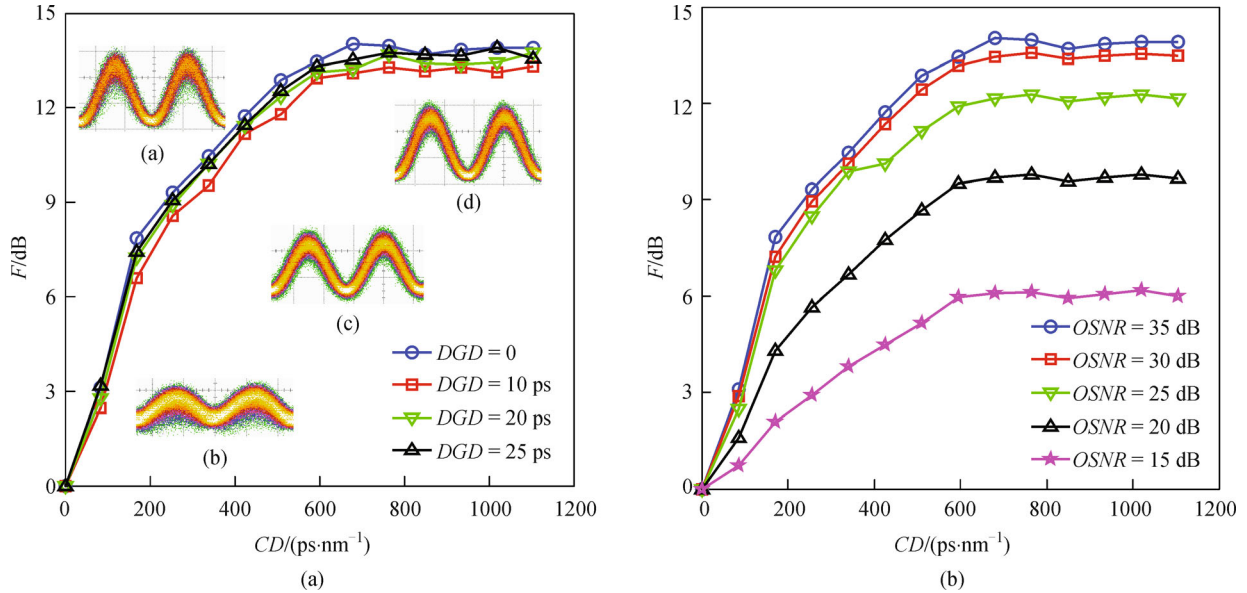 15
12
9
6
3
0
F/dB
(a)
(d)
(c)
(b)
DGD = 0
DGD = 10 ps
DGD = 20 ps
DGD = 25 ps
0 200 400 600 800 1000 1200
CD/(ps·nm⁻¹)
(a)
15
12
9
6
3
0
F/dB
OSNR = 35 dB
OSNR = 30 dB
OSNR = 25 dB
OSNR = 20 dB
OSNR = 15 dB
0 200 400 600 800 1000 1200
CD/(ps·nm⁻¹)
(b)